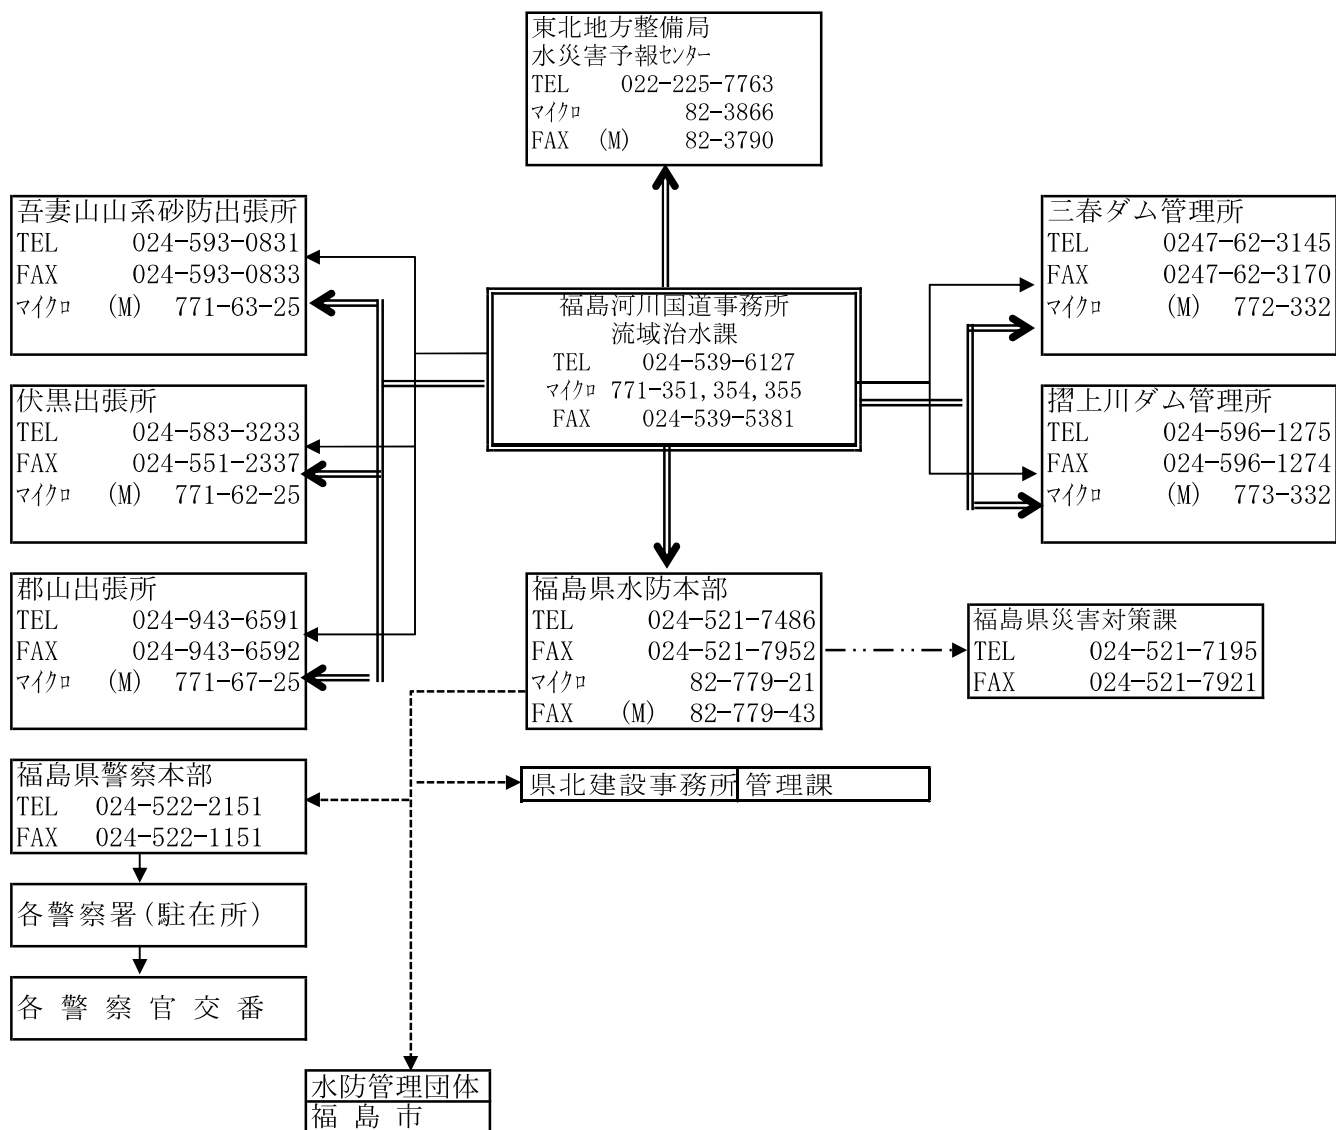 東北地方整備局
水災害予報ｾﾝﾀｰ
TEL 022-225-7763
ﾏｲｸﾛ 82-3866
FAX (M) 82-3790
吾妻山山系砂防出張所
TEL 024-593-0831
FAX 024-593-0833
ﾏｲｸﾛ (M) 771-63-25
三春ダム管理所
TEL 0247-62-3145
FAX 0247-62-3170
ﾏｲｸﾛ (M) 772-332
福島河川国道事務所
流域治水課
TEL 024-539-6127
ﾏｲｸﾛ 771-351,354,355
FAX 024-539-5381
伏黒出張所
TEL 024-583-3233
FAX 024-551-2337
ﾏｲｸﾛ (M) 771-62-25
摺上川ダム管理所
TEL 024-596-1275
FAX 024-596-1274
ﾏｲｸﾛ (M) 773-332
郡山出張所
TEL 024-943-6591
FAX 024-943-6592
ﾏｲｸﾛ (M) 771-67-25
福島県水防本部
TEL 024-521-7486
FAX 024-521-7952
ﾏｲｸﾛ 82-779-21
FAX (M) 82-779-43
福島県災害対策課
TEL 024-521-7195
FAX 024-521-7921
福島県警察本部
TEL 024-522-2151
FAX 024-522-1151
県北建設事務所 管理課
各警察署(駐在所)
各警察官交番
水防管理団体
福島市